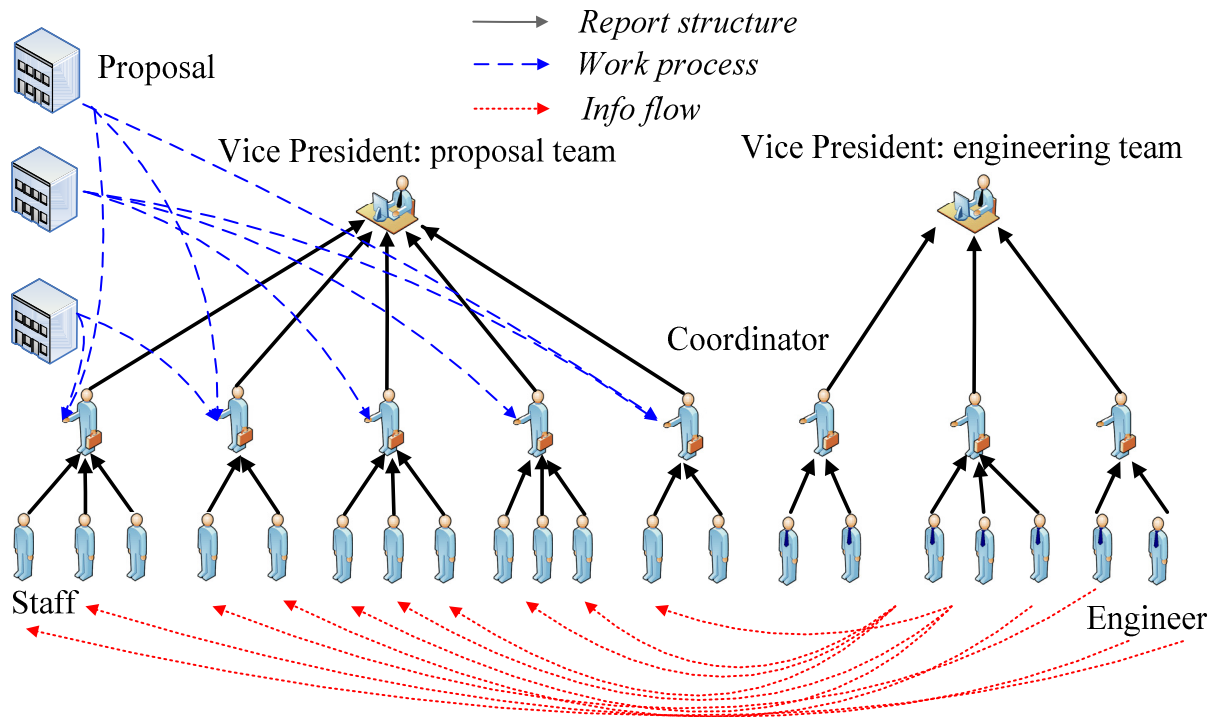 Report structure
Proposal
Work process
Info flow
Vice President: proposal team
Vice President: engineering team
Coordinator
Staff
Engineer